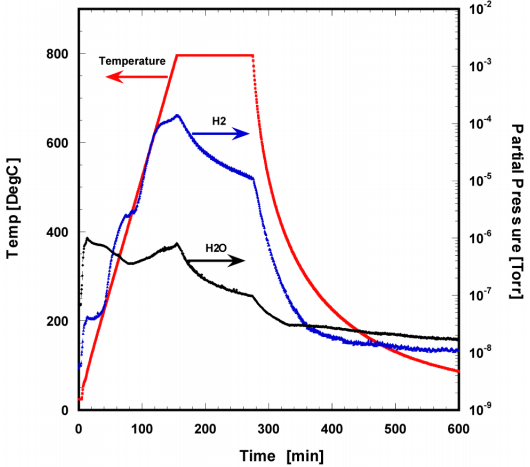 800
600
400
200
0
Temp [DegC]
10-2
10-3
10-4
10-5
10-6
10-7
10-8
10-9
Partial Pressure [Torr]
Temperature
H2
H2O
0 100 200 300 400 500 600
Time [min]